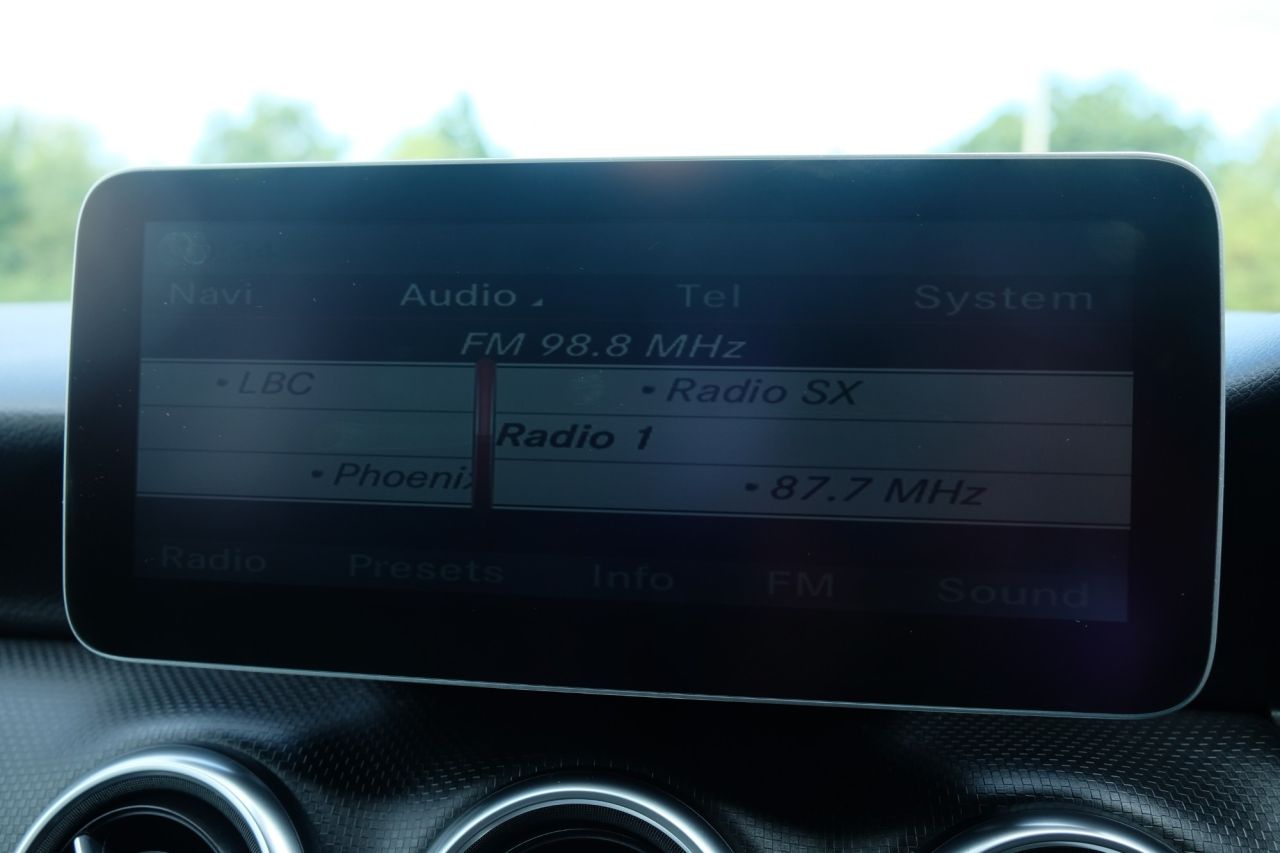 Navi Audio Tel System
FM 98.8 MHz
• LBC • Radio SX
Radio 1
• Phoenix • 87.7 MHz
Radio Presets Info FM Sound